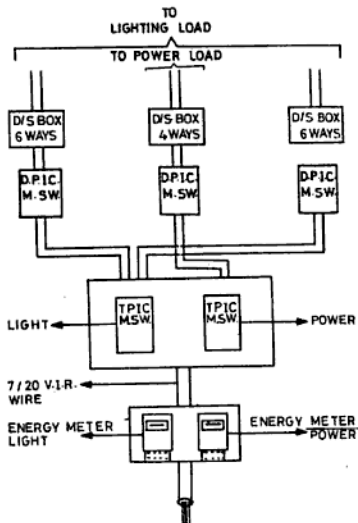 TO
LIGHTING LOAD
TO POWER LOAD
D/S BOX
6 WAYS
D/S BOX
4 WAYS
D/S BOX
6 WAYS
D.P.I.C.
M.SW.
D.P.I.C.
M.SW.
D.P.I.C.
M.SW.
T.P.I.C
M.SW.
T.P.I.C
M.SW.
LIGHT
POWER
7/20 V.I.R.
WIRE
ENERGY METER
LIGHT
ENERGY METER
POWER